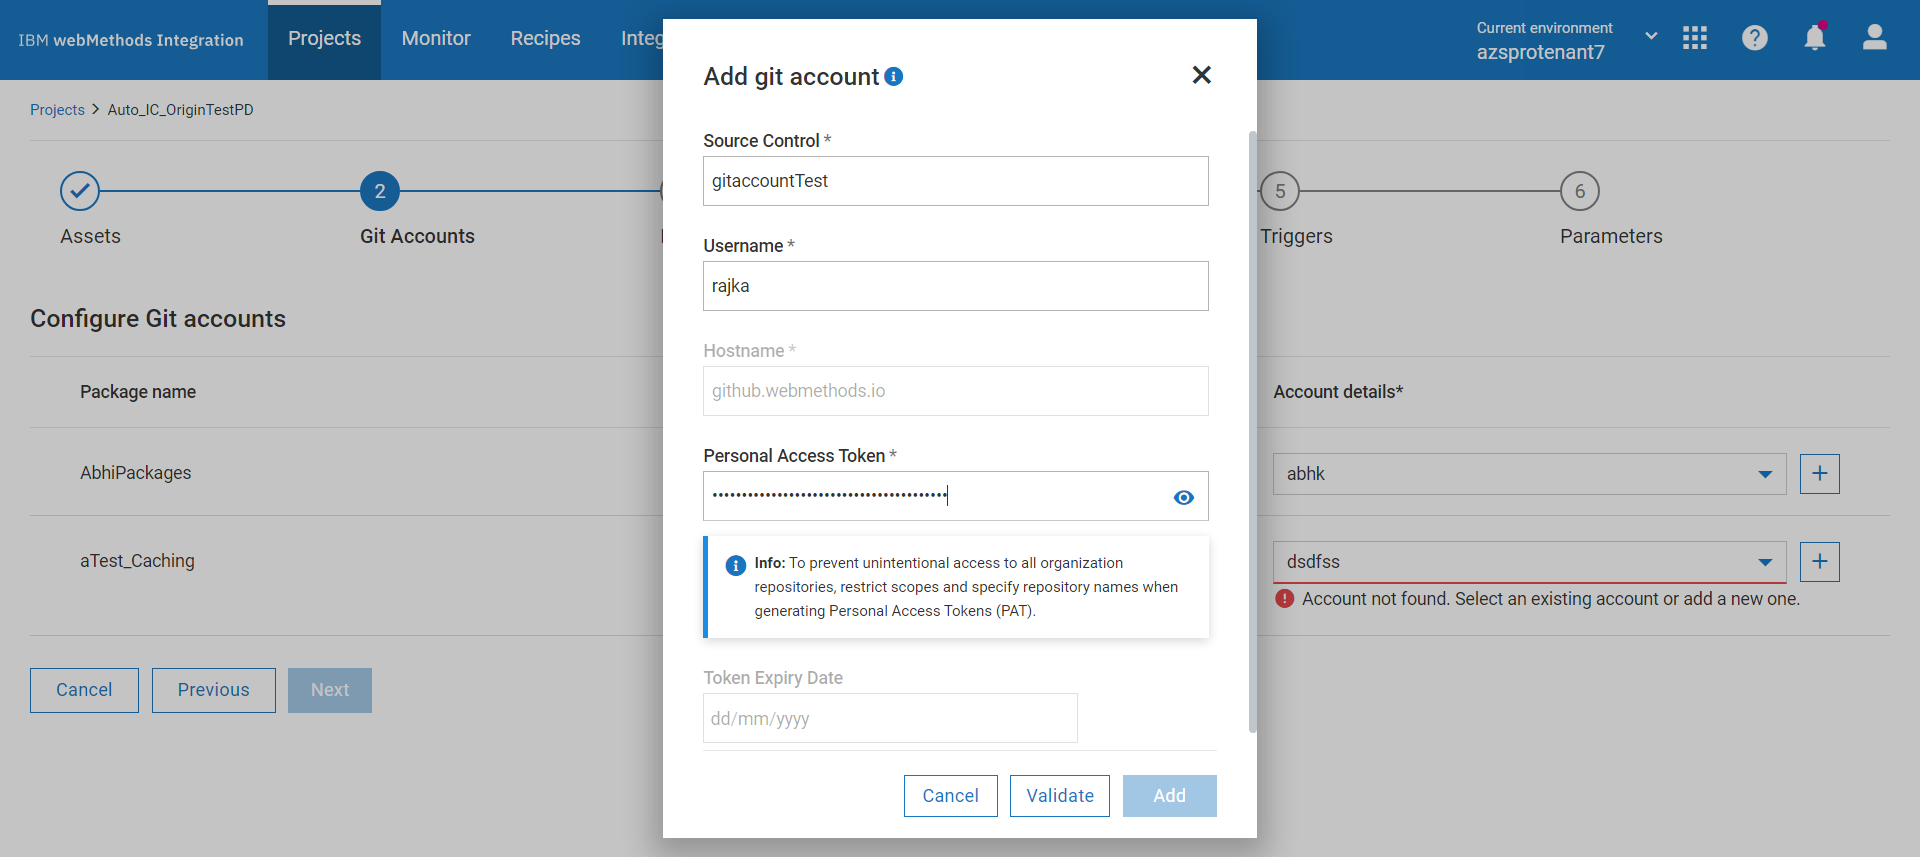 IBM webMethods Integration
Projects
Monitor
Recipes
Integ
Current environment
azsprotenant7
Projects > Auto_IC_OriginTestPD
Assets
2
Git Accounts
5
Triggers
6
Parameters
Configure Git accounts
Package name
Account details*
AbhiPackages
abhk
aTest_Caching
dsdfss
Account not found. Select an existing account or add a new one.
Cancel
Previous
Next
Add git account
Source Control *
gitaccountTest
Username *
rajka
Hostname *
github.webmethods.io
Personal Access Token *
Info: To prevent unintentional access to all organization
repositories, restrict scopes and specify repository names when
generating Personal Access Tokens (PAT).
Token Expiry Date
dd/mm/yyyy
Cancel
Validate
Add